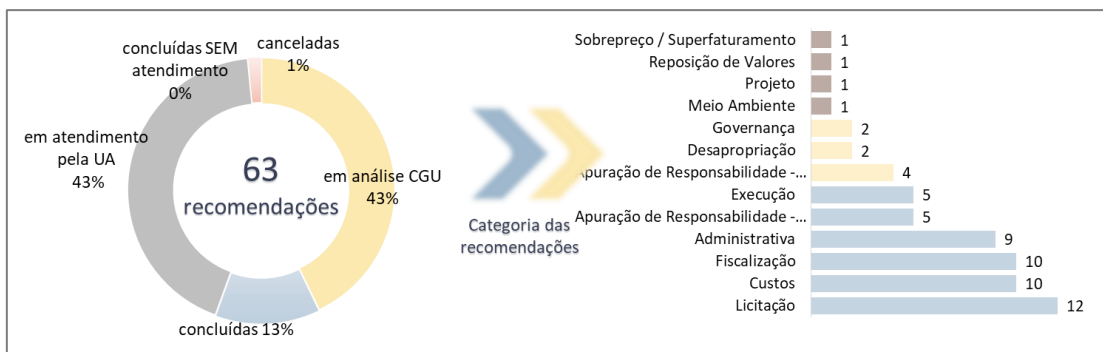 concluídas SEM
atendimento
0%
canceladas
1%
em atendimento
pela UA
43%
63
recomendações
em análise CGU
43%
concluídas 13%
Categoria das
recomendações
Sobrepreço / Superfaturamento 1
Reposição de Valores 1
Projeto 1
Meio Ambiente 1
Governança 2
Desapropriação 2
Apuração de Responsabilidade -... 4
Execução 5
Apuração de Responsabilidade -... 5
Administrativa 9
Fiscalização 10
Custos 10
Licitação 12